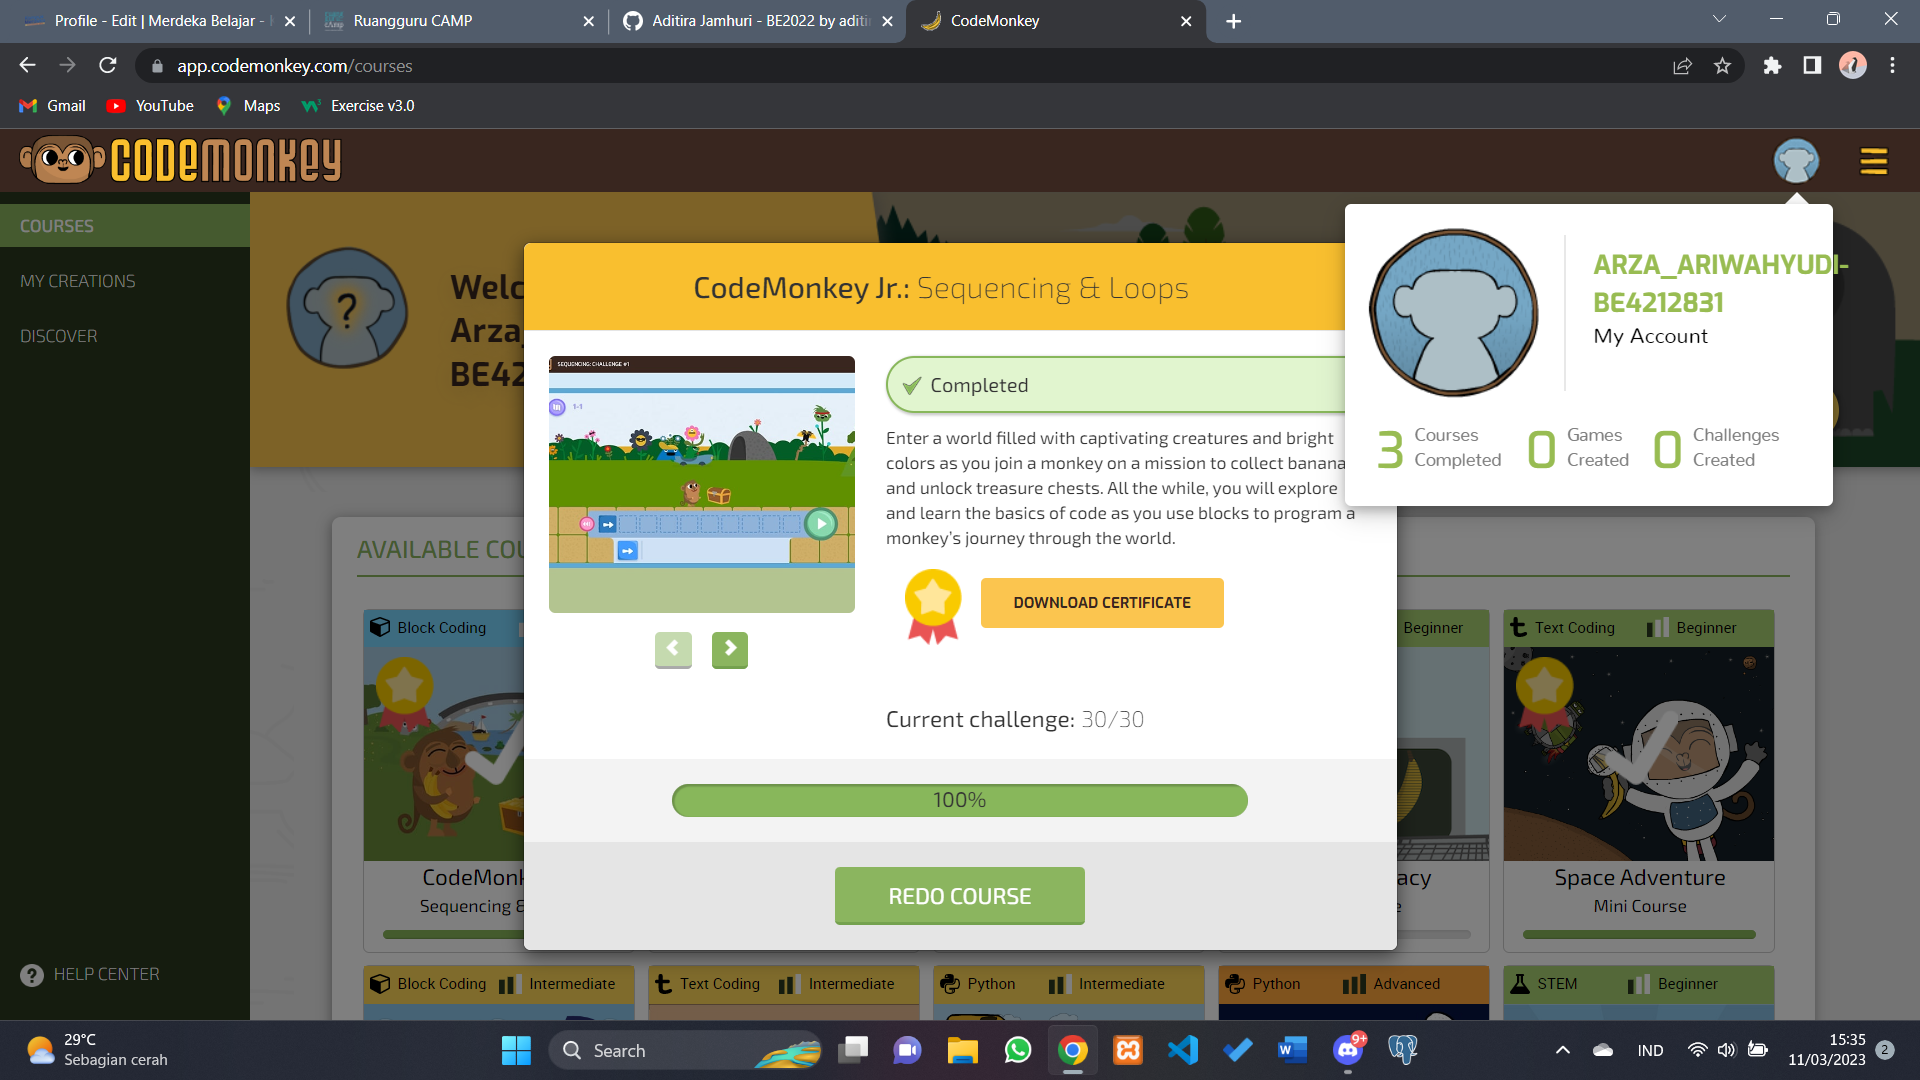 Profile - Edit | Merdeka Belajar -
Ruangguru CAMP
Aditira Jamhuri - BE2022 by aditir
CodeMonkey
app.codemonkey.com/courses
Gmail
YouTube
Maps
Exercise v3.0
CODEMONKEY
COURSES
MY CREATIONS
DISCOVER
HELP CENTER
Welc
Arza_
BE42
CodeMonkey Jr.: Sequencing & Loops
SEQUENCING: CHALLENGE #1
1-1
Completed
Enter a world filled with captivating creatures and bright
colors as you join a monkey on a mission to collect banana
and unlock treasure chests. All the while, you will explore
and learn the basics of code as you use blocks to program a
monkey's journey through the world.
DOWNLOAD CERTIFICATE
Current challenge: 30/30
100%
REDO COURSE
ARZA_ARIWAHYUDI-
BE4212831
My Account
3 Courses Completed
0 Games Created
0 Challenges Created
AVAILABLE COU
Block Coding
Beginner
Text Coding Beginner
CodeMonk
Sequencing &
acy
e
Space Adventure
Mini Course
Block Coding Intermediate
Text Coding Intermediate
Python Intermediate
Python Advanced
STEM Beginner
29°C
Sebagian cerah
Search
9+
IND
15:35
11/03/2023
2